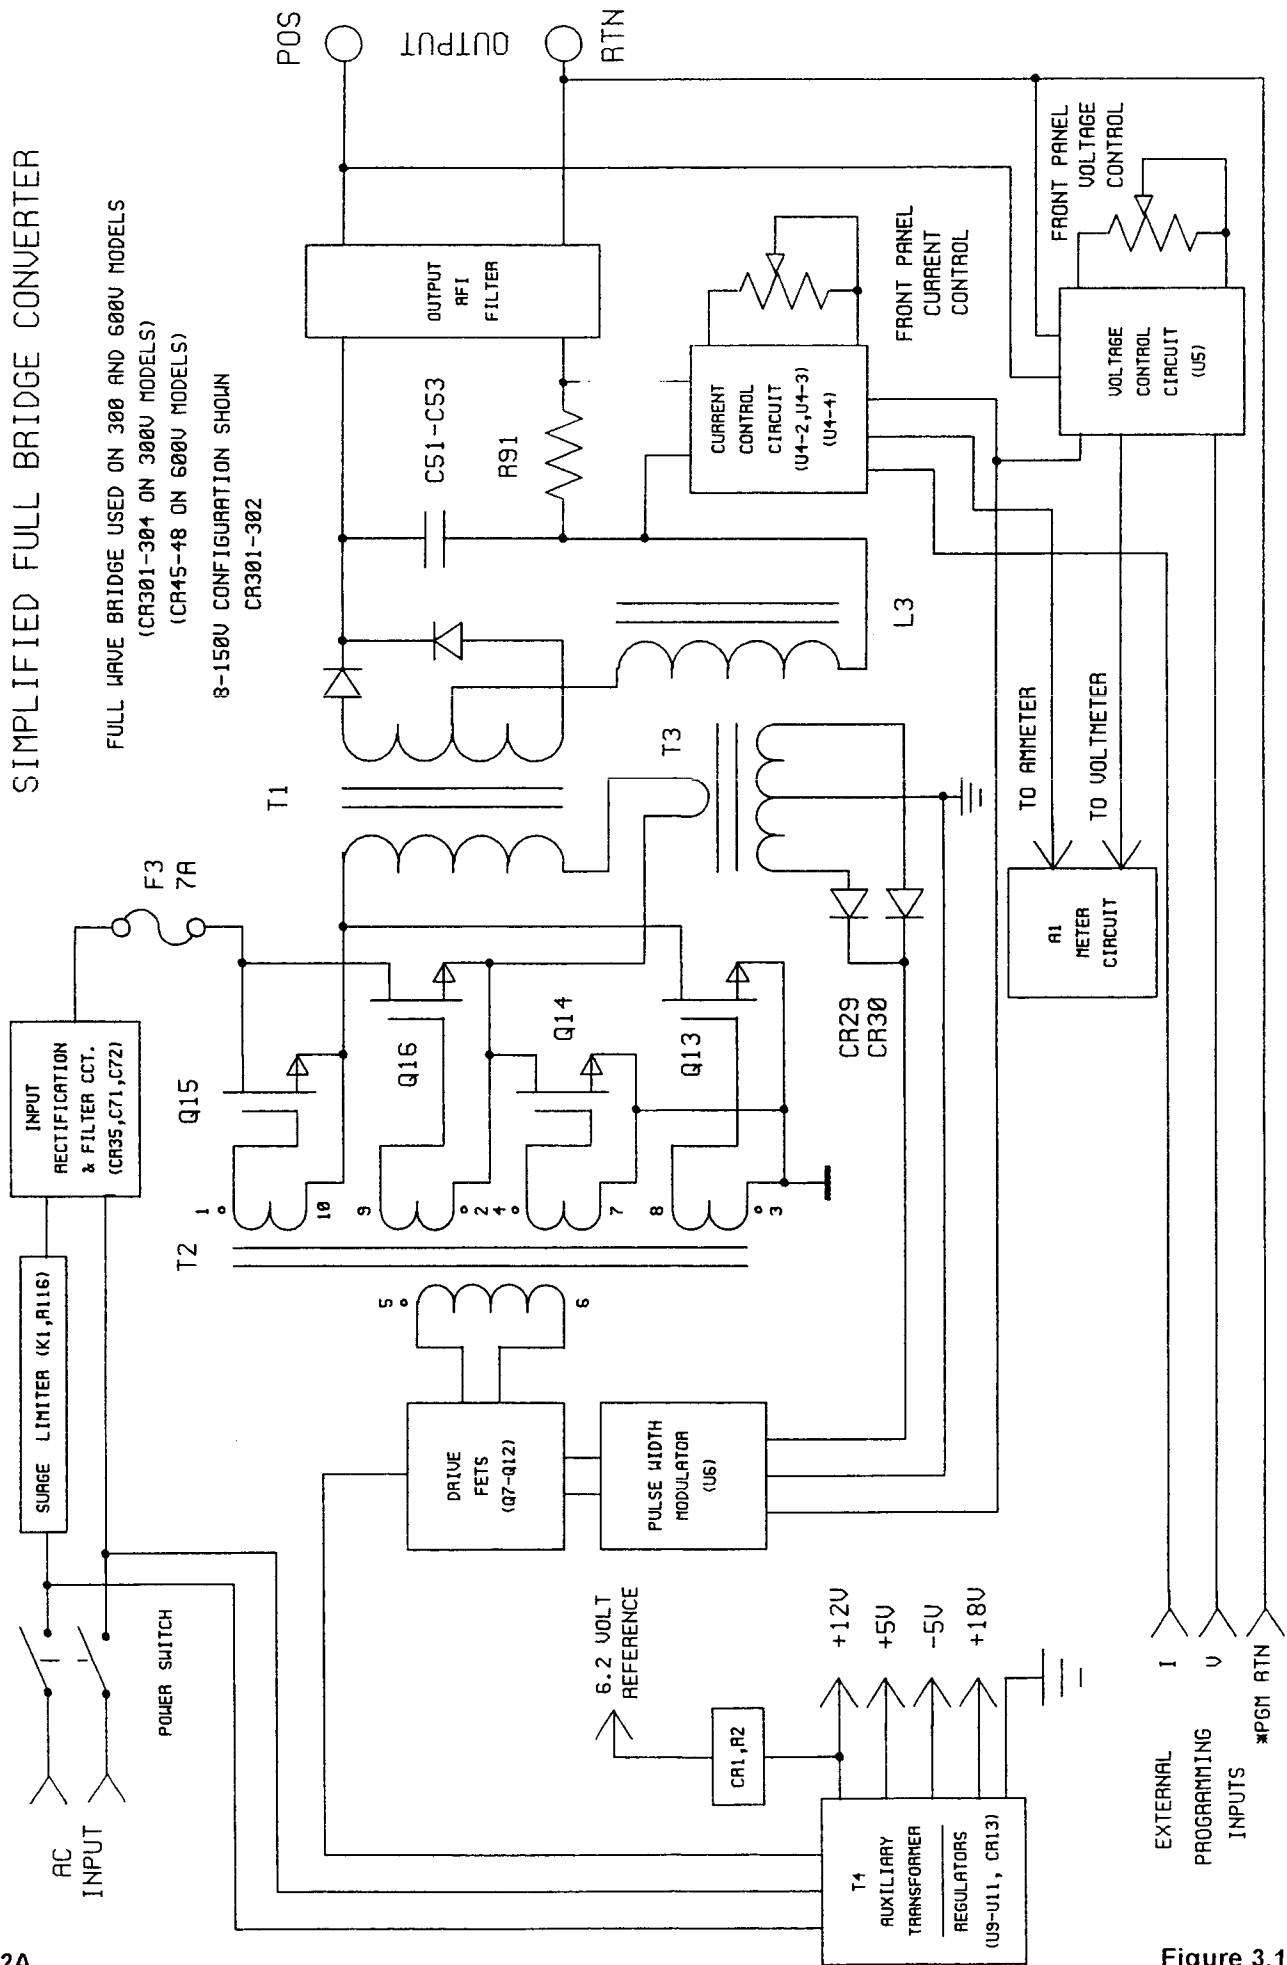 SIMPLIFIED FULL BRIDGE CONVERTER
FULL WAVE BRIDGE USED ON 300 AND 600V MODELS
(CR301-304 ON 300V MODELS)
(CR45-48 ON 600V MODELS)
8-150V CONFIGURATION SHOWN
CR301-302
AC
INPUT
POWER SWITCH
SURGE LIMITER (K1,R116)
INPUT
RECTIFICATION
& FILTER CCT.
(CR35,C71,C72)
F3
7A
T2
5
6
1
10
9
2
4
7
8
3
Q15
Q16
Q14
Q13
T1
T3
L3
CR29
CR30
C51-C53
R91
OUTPUT
RFI
FILTER
POS
OUTPUT
RTN
DRIVE
FETS
(Q7-Q12)
PULSE WIDTH
MODULATOR
(U6)
CURRENT
CONTROL
CIRCUIT
(U4-2,U4-3)
(U4-4)
FRONT PANEL
CURRENT
CONTROL
FRONT PANEL
VOLTAGE
CONTROL
VOLTAGE
CONTROL
CIRCUIT
(U5)
TO AMMETER
TO VOLTMETER
A1
METER
CIRCUIT
6.2 VOLT
REFERENCE
CR1,R2
+12V
+5V
-5V
+18V
T4
AUXILIARY
TRANSFORMER
REGULATORS
(U9-U11, CR13)
EXTERNAL
PROGRAMMING
INPUTS
I
V
*PGM RTN
2A
Figure 3.1